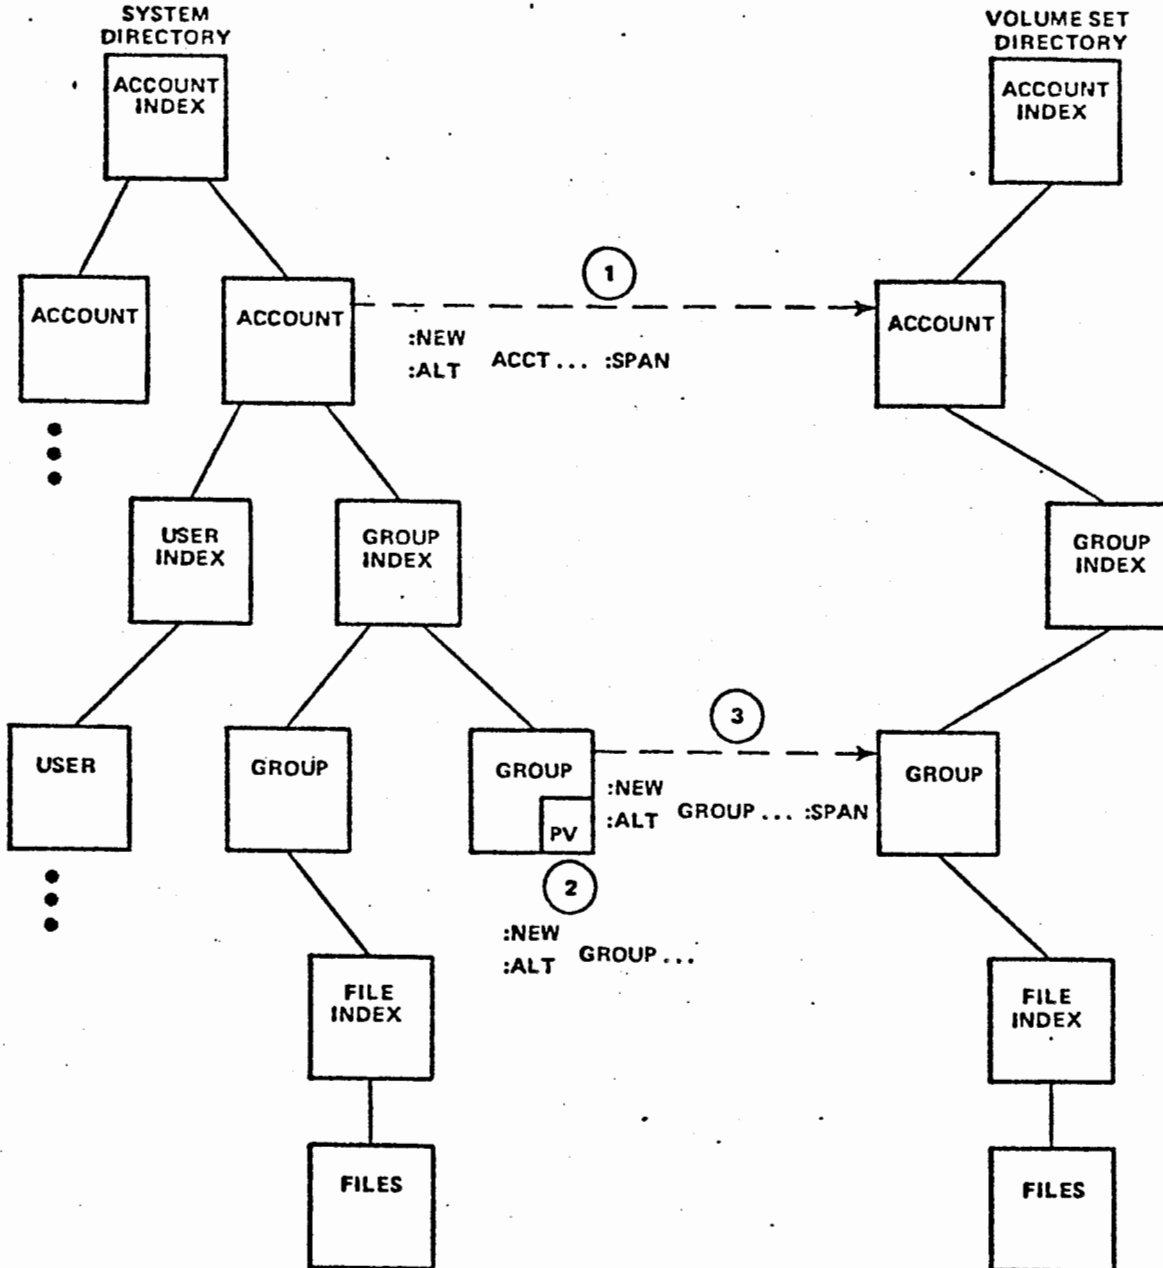 SYSTEM
DIRECTORY
VOLUME SET
DIRECTORY
ACCOUNT
INDEX
ACCOUNT
INDEX
1
ACCOUNT
ACCOUNT
ACCOUNT
:NEW
:ALT ACCT... :SPAN
USER
INDEX
GROUP
INDEX
GROUP
INDEX
3
USER
GROUP
GROUP
GROUP
:NEW
:ALT GROUP... :SPAN
PV
2
:NEW
:ALT GROUP...
FILE
INDEX
FILE
INDEX
FILES
FILES